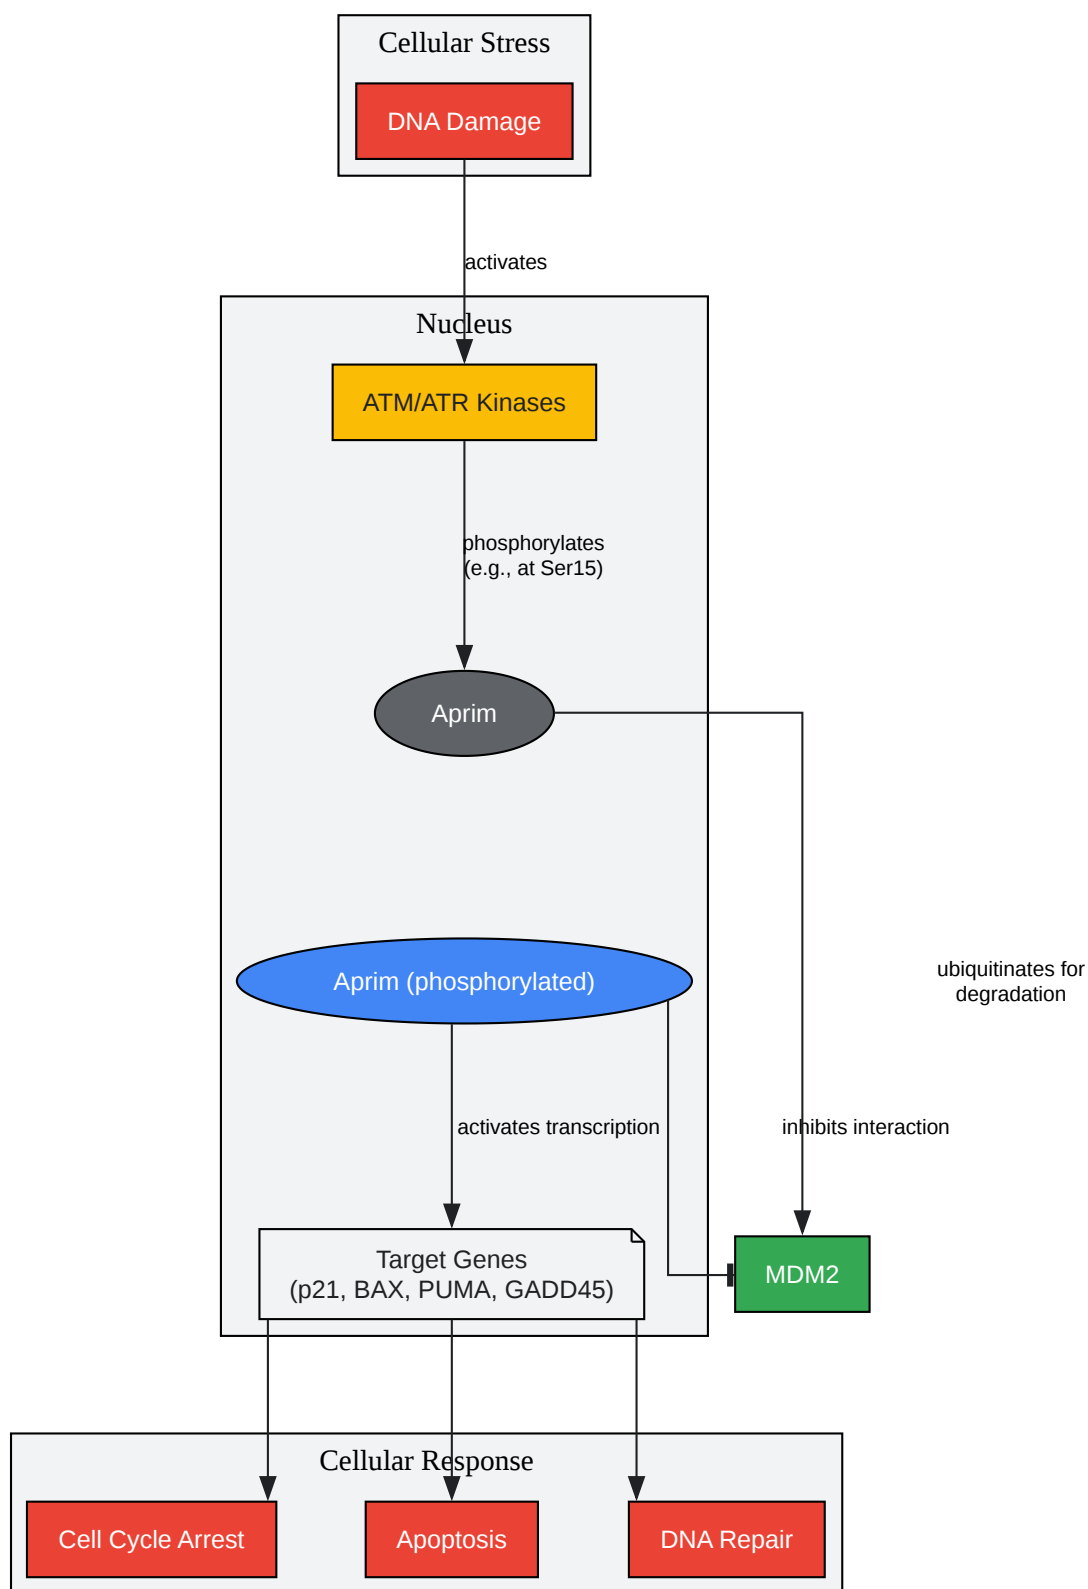 Cellular Stress
DNA Damage
activates
Nucleus
ATM/ATR Kinases
phosphorylates
(e.g., at Ser15)
Aprim
Aprim (phosphorylated)
ubiquitinates for
degradation
activates transcription
inhibits interaction
Target Genes
(p21, BAX, PUMA, GADD45)
MDM2
Cellular Response
Cell Cycle Arrest
Apoptosis
DNA Repair